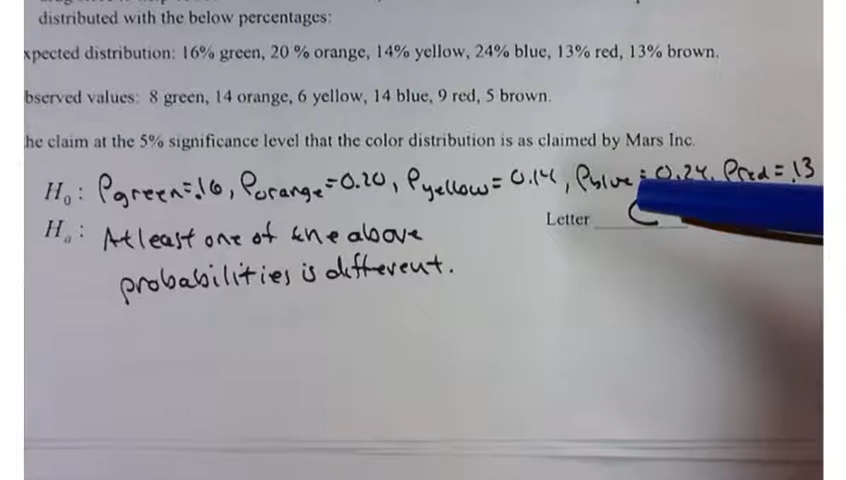 distributed with the below percentages:
xpected distribution: 16% green, 20 % orange, 14% yellow, 24% blue, 13% red, 13% brown.
bserved values: 8 green, 14 orange, 6 yellow, 14 blue, 9 red, 5 brown.
he claim at the 5% significance level that the color distribution is as claimed by Mars Inc.
H₀: Pgreen=.16, Porange=0.20, Pyellow=0.14, Pblue=0.24, Pred=.13
Hₐ: At least one of the above
Letter
probabilities is different.